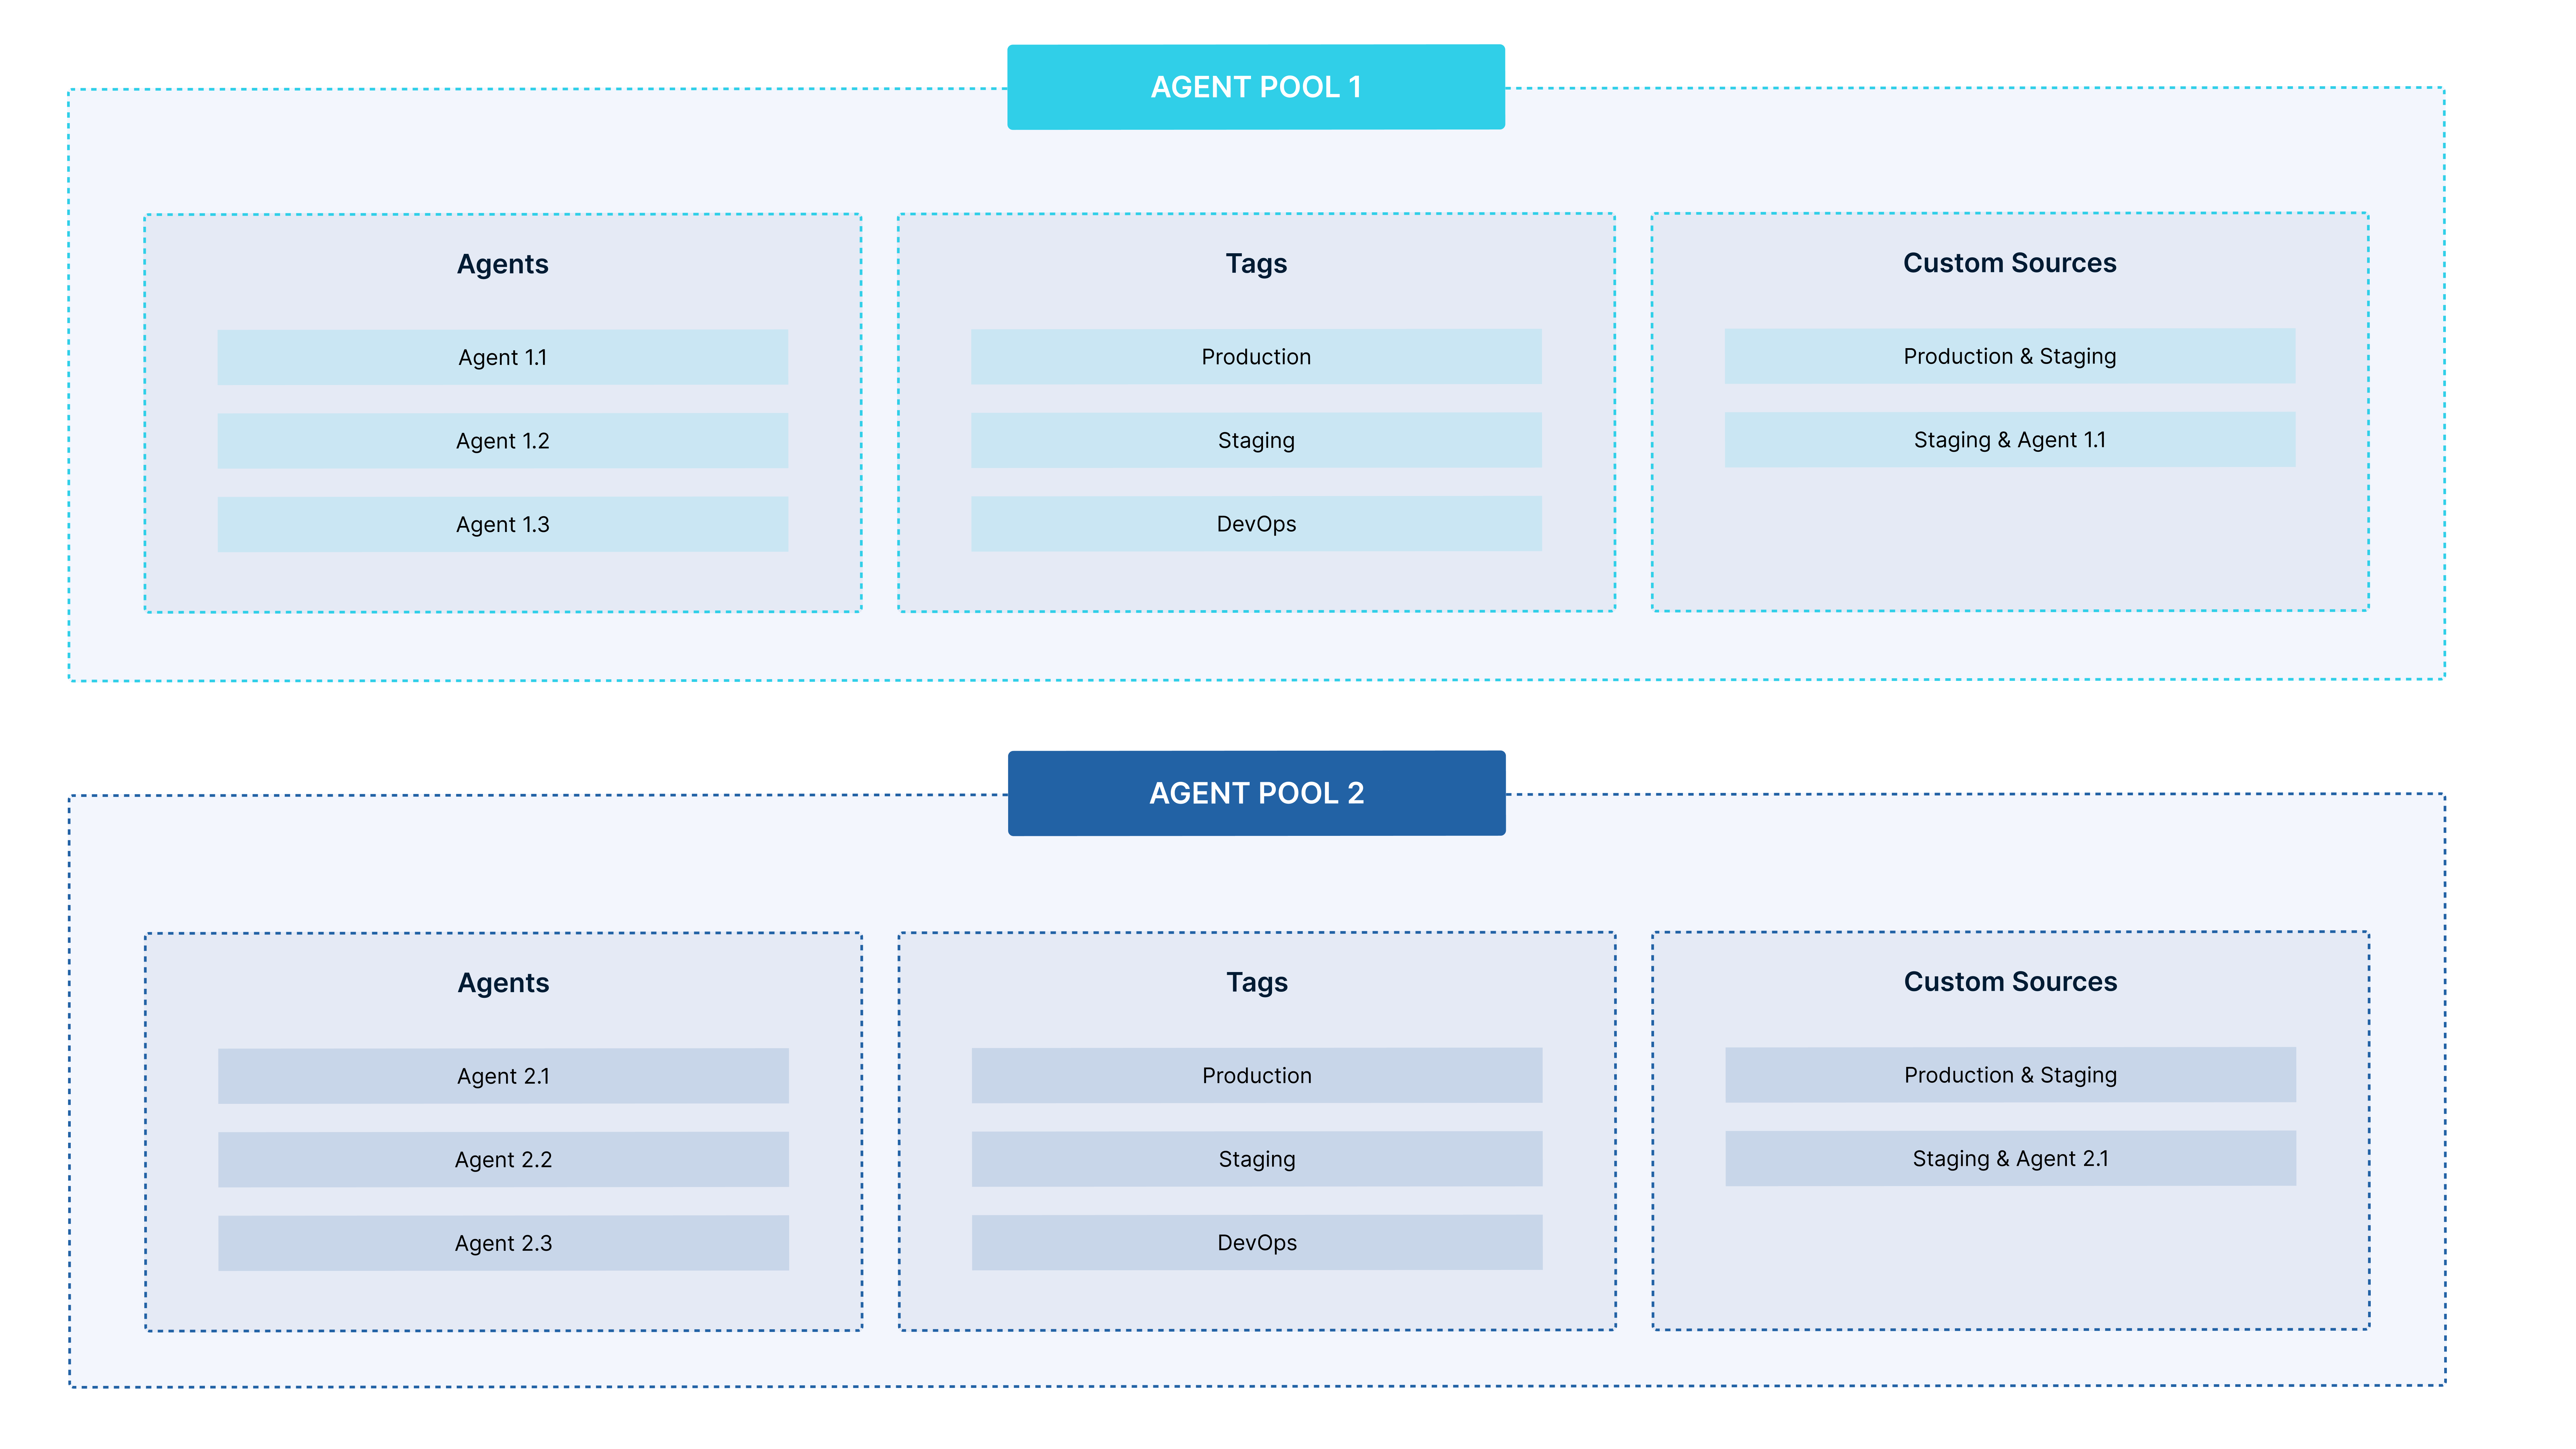 AGENT POOL 1
Agents
Agent 1.1
Agent 1.2
Agent 1.3
Tags
Production
Staging
DevOps
Custom Sources
Production & Staging
Staging & Agent 1.1
AGENT POOL 2
Agents
Agent 2.1
Agent 2.2
Agent 2.3
Tags
Production
Staging
DevOps
Custom Sources
Production & Staging
Staging & Agent 2.1